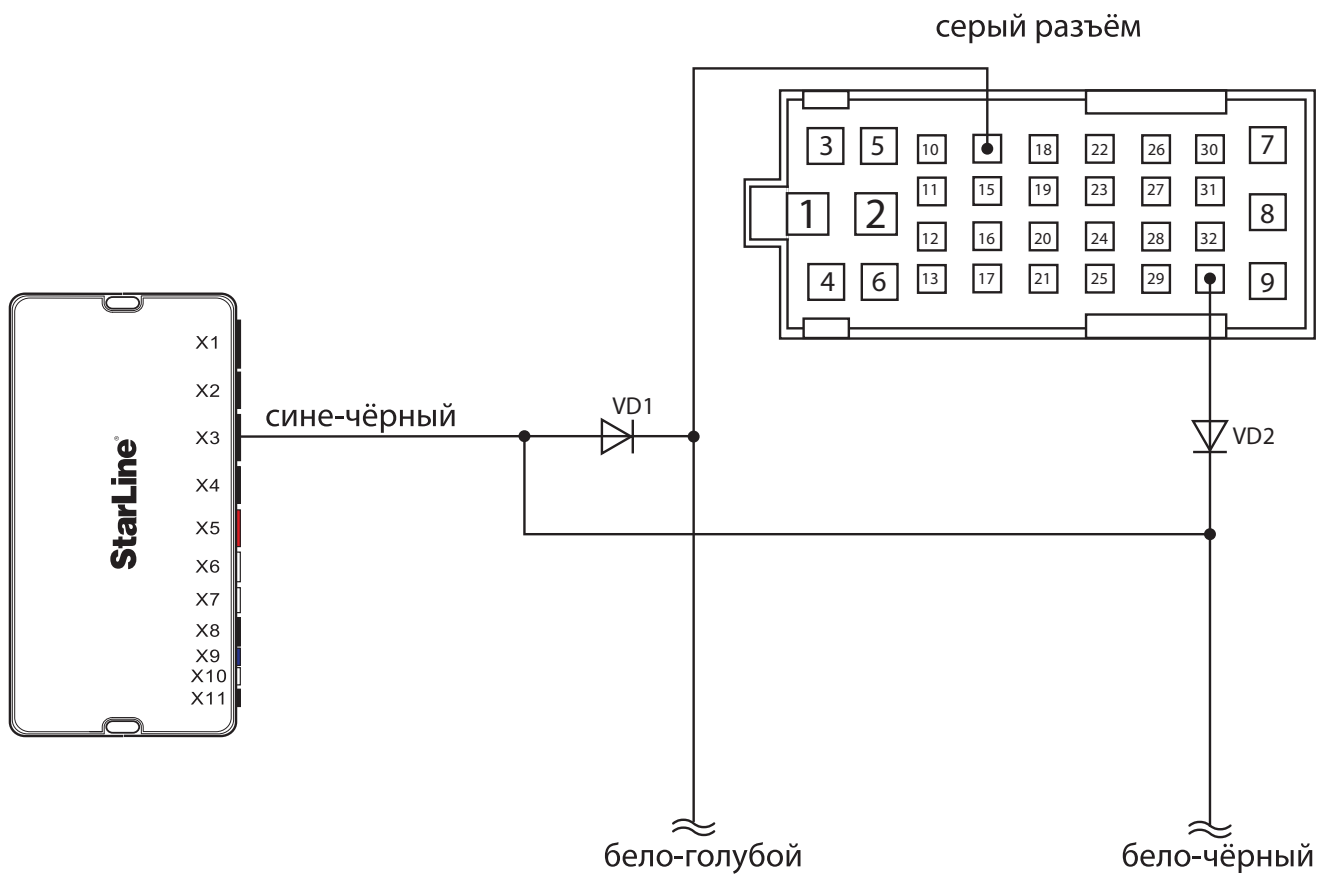 серый разъём
3 5 10 18 22 26 30 7
11 15 19 23 27 31
1 2 8
12 16 20 24 28 32
4 6 13 17 21 25 29 9
X1
X2
сине-чёрный
VD1
X3
VD2
X4
X5
X6
X7
X8
X9
X10
X11
StarLine
бело-голубой
бело-чёрный